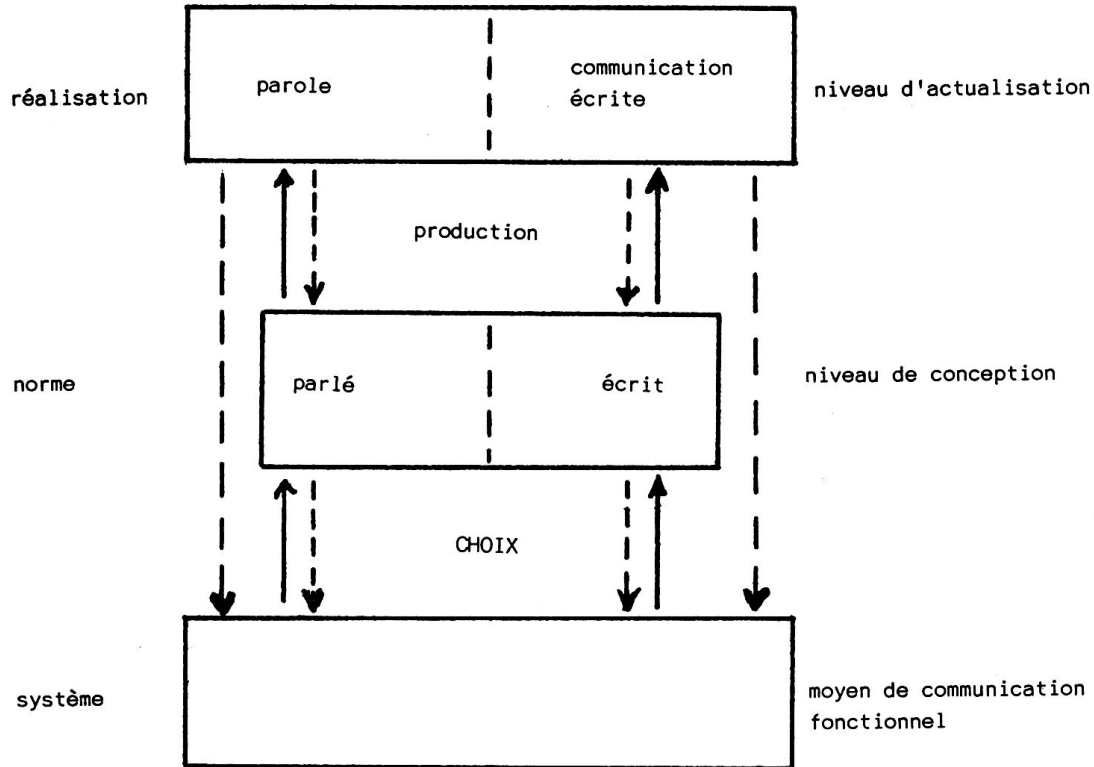 parole
communication
écrite
réalisation
niveau d'actualisation
production
norme
parlé
écrit
niveau de conception
CHOIX
système
moyen de communication
fonctionnel